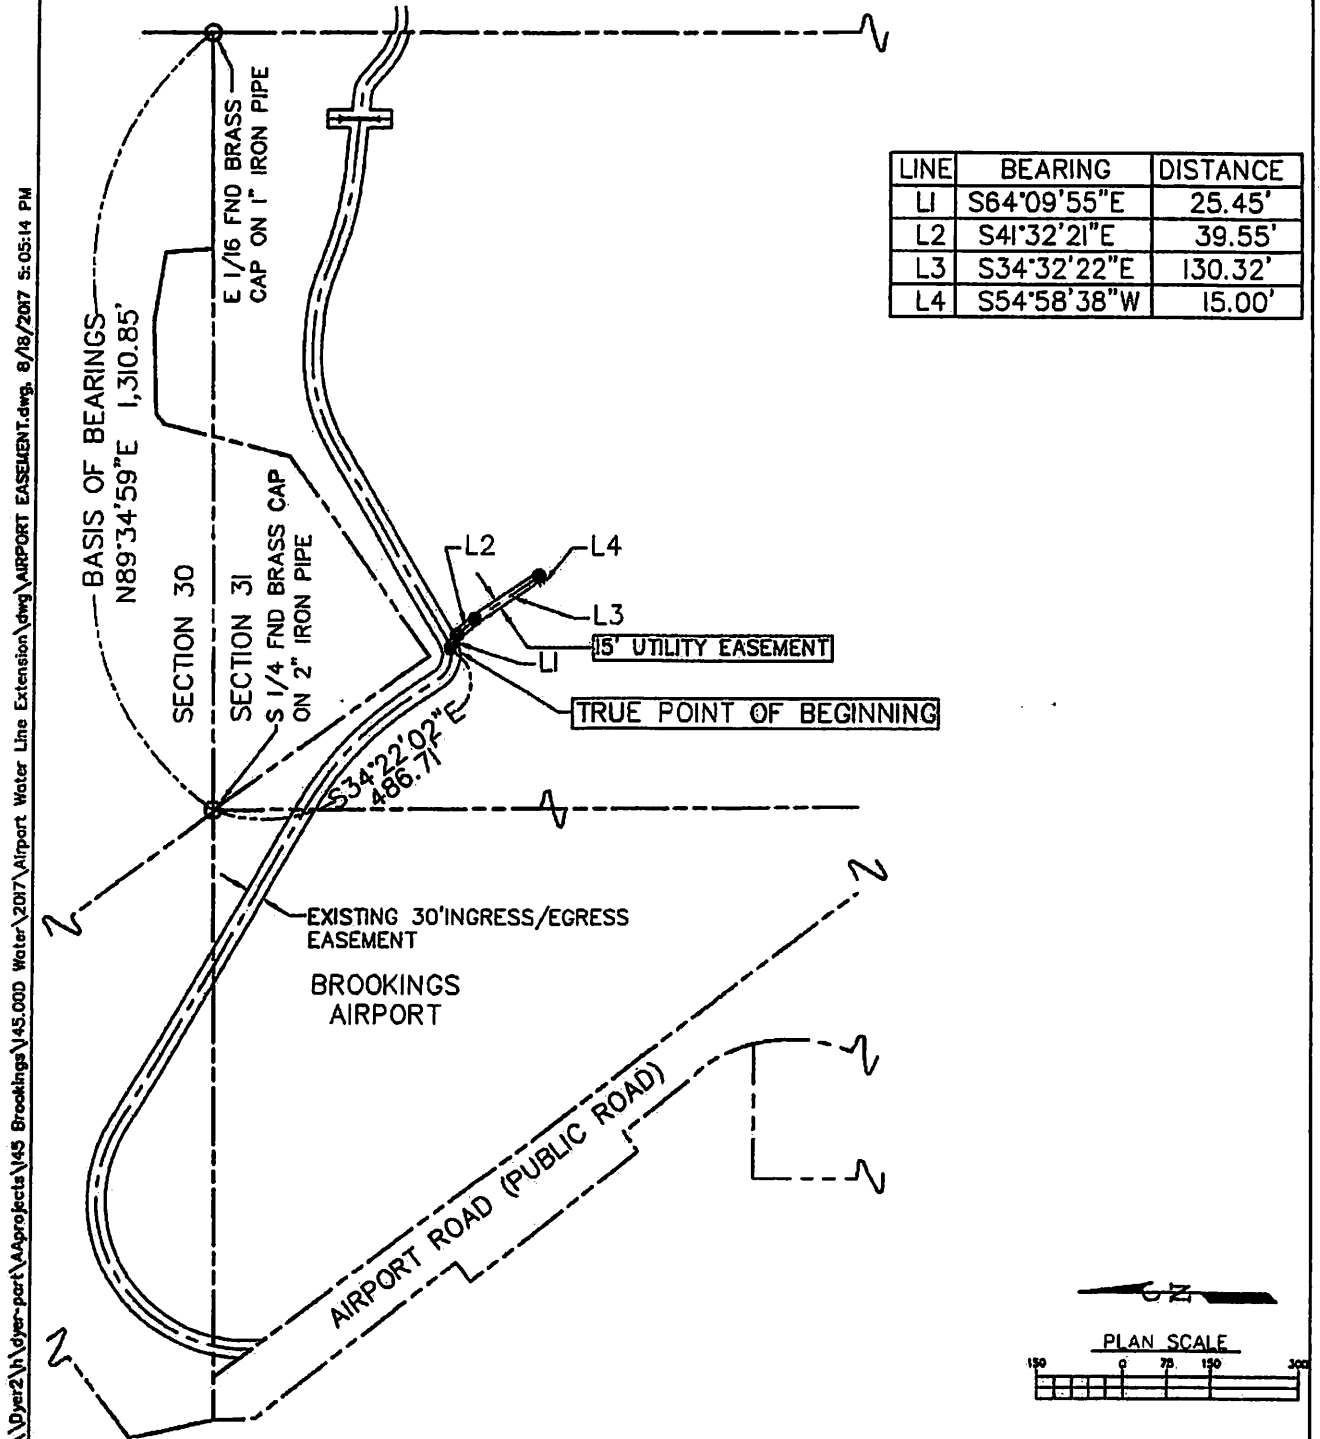 \\Dyer2\h\dyer-part\AAprojects\145 Brookings\145.00D Water\2017\Airport Water Line Extension\dwg\AIRPORT EASEMENT.dwg, 8/18/2017 5:05:14 PM
E 1/16 FND BRASS
CAP ON 1" IRON PIPE
BASIS OF BEARINGS
N89°34'59"E 1,310.85'
SECTION 30
SECTION 31
S 1/4 FND BRASS CAP
ON 2" IRON PIPE
LINE BEARING DISTANCE
L1 S64°09'55"E 25.45'
L2 S41°32'21"E 39.55'
L3 S34°32'22"E 130.32'
L4 S54°58'38"W 15.00'
L2
L4
L3
L1
15' UTILITY EASEMENT
TRUE POINT OF BEGINNING
S34°22'02"E
486.71'
EXISTING 30'INGRESS/EGRESS
EASEMENT
BROOKINGS
AIRPORT
AIRPORT ROAD (PUBLIC ROAD)
N
PLAN SCALE
150 0 75 150 300